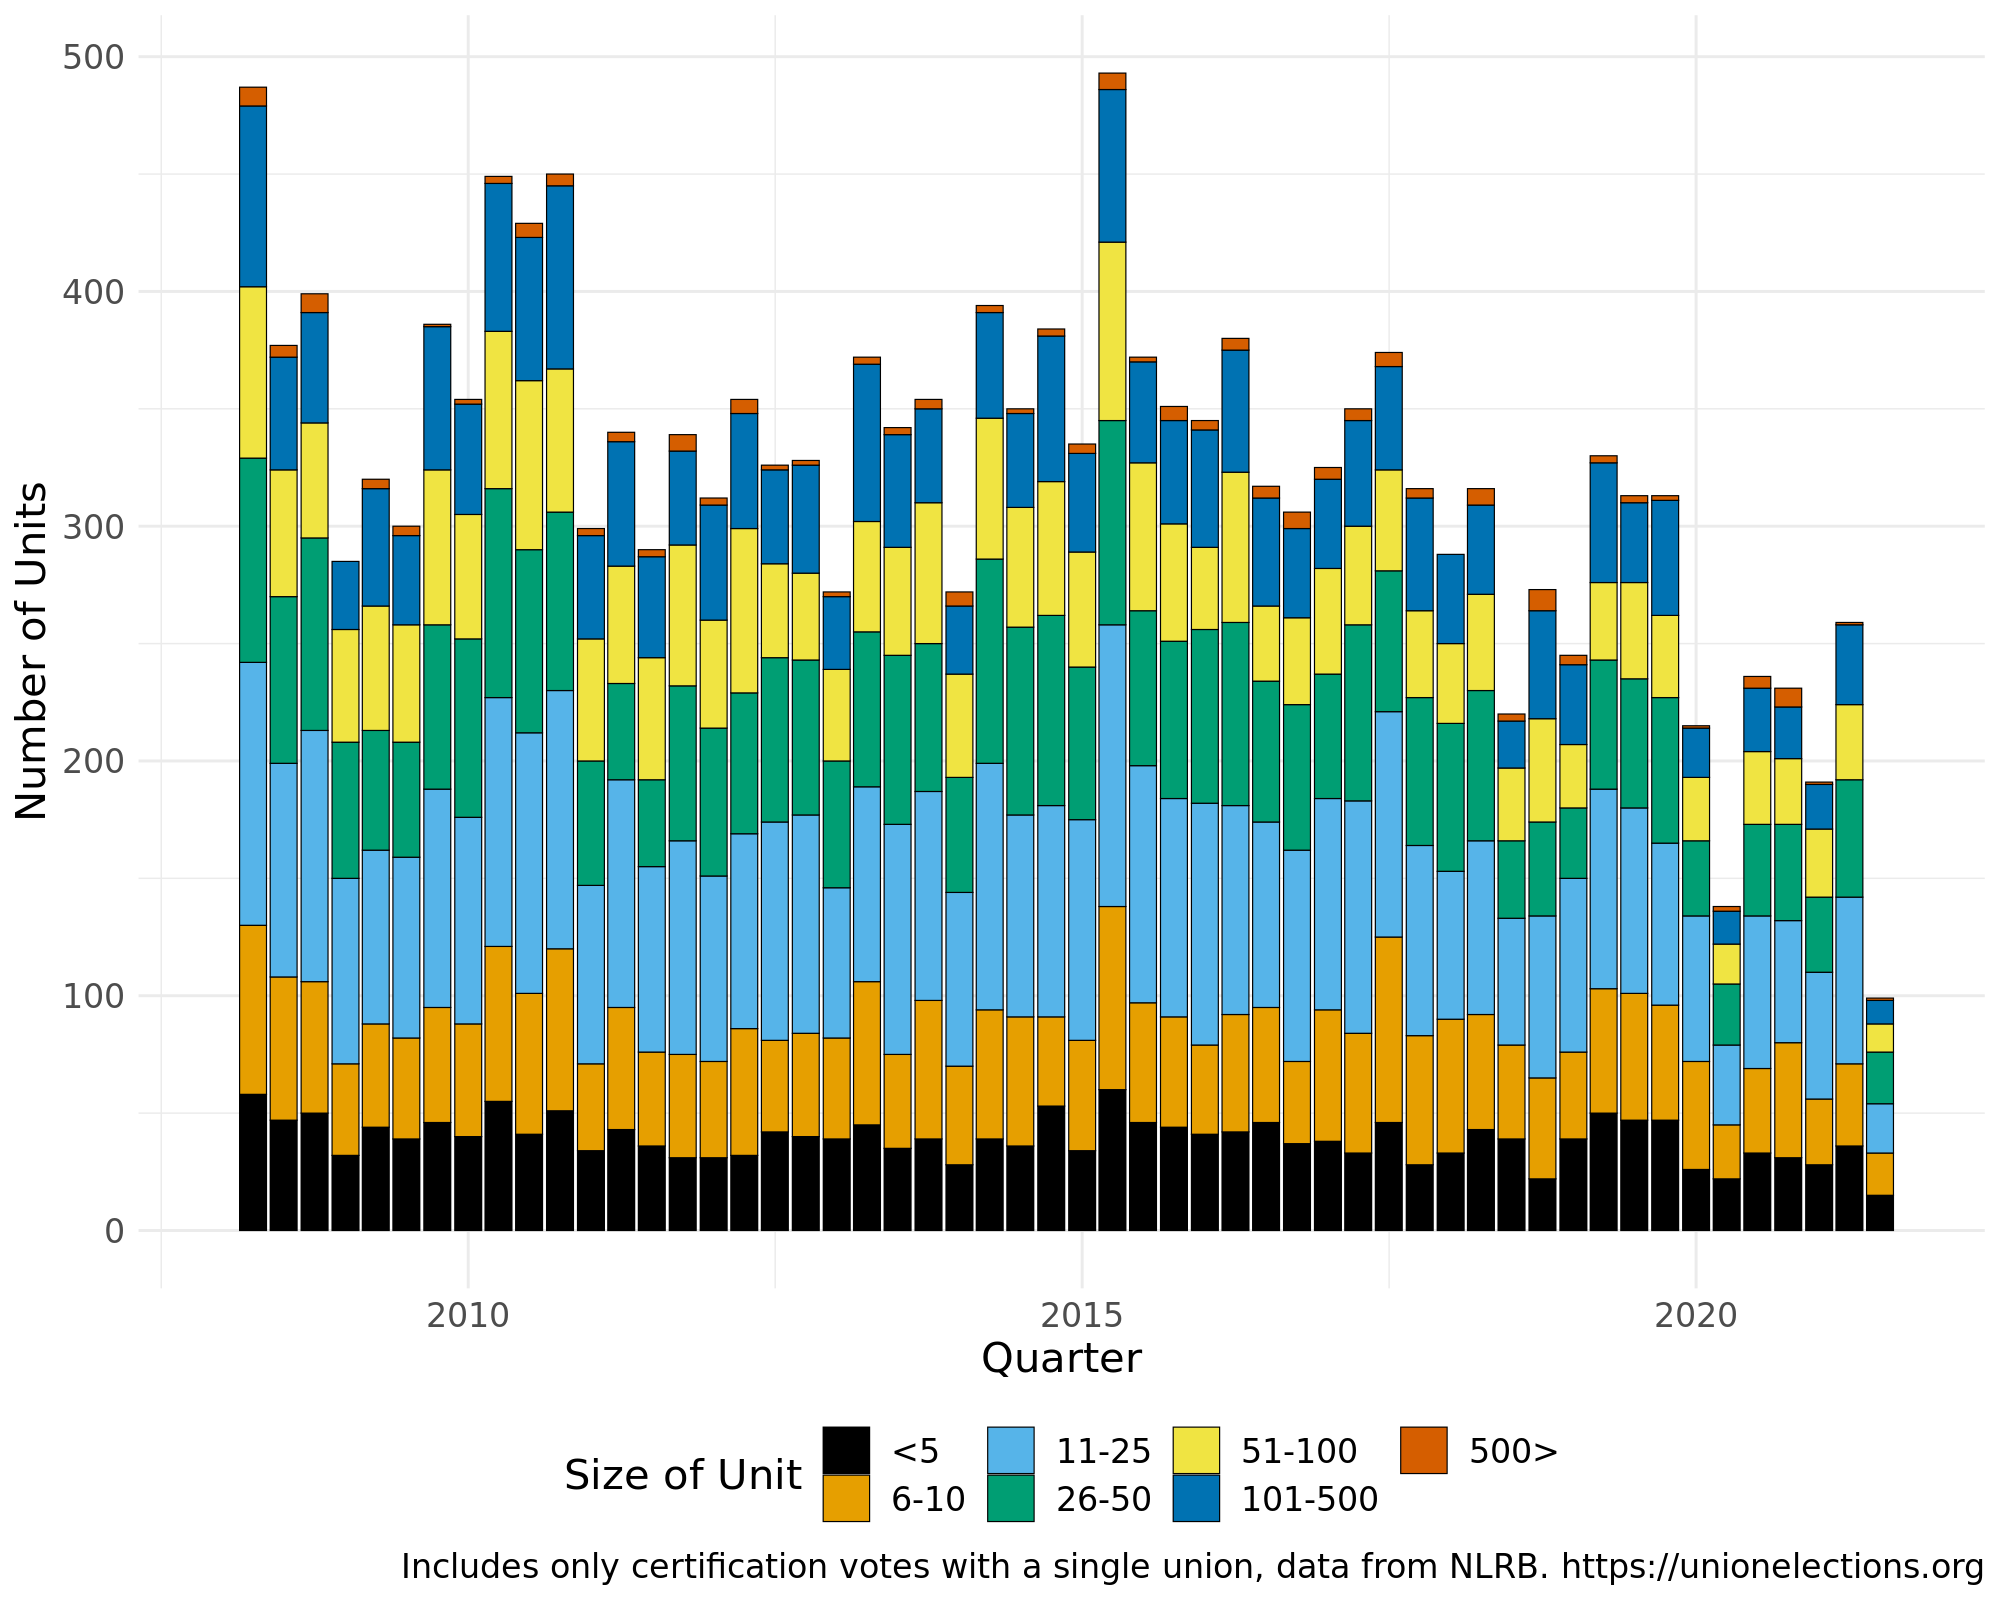 500
400
300
200
100
0
Number of Units
2010 2015 2020
Quarter
Size of Unit
<5 11-25 51-100 500>
6-10 26-50 101-500
Includes only certification votes with a single union, data from NLRB. https://unionelections.org